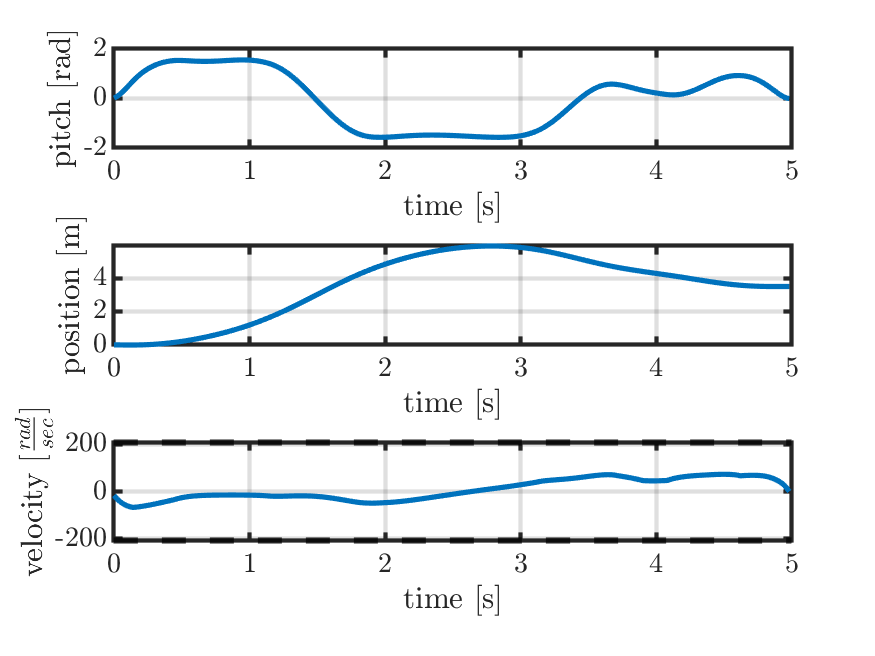 pitch [rad]
2
0
-2
0 1 2 3 4 5
time [s]
position [m]
4
2
0
0 1 2 3 4 5
time [s]
velocity [rad/sec]
200
0
-200
0 1 2 3 4 5
time [s]